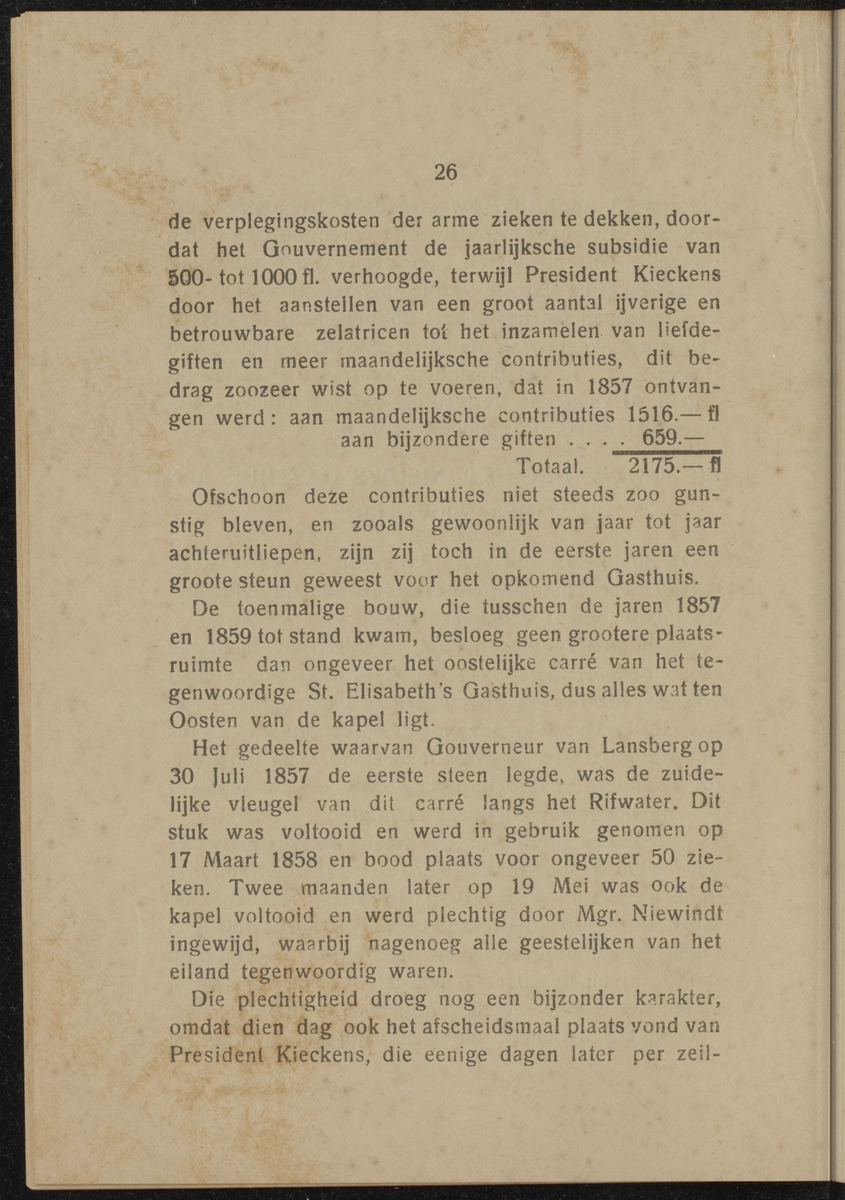 26
de verplegingskosten der arme zieken te dekken, door-
dat het Gouvernement de jaarlijksche subsidie van
500- tot 1000 fl. verhoogde, terwijl President Kieckens
door het aanstellen van een groot aantal ijverige en
betrouwbare zelatricen tot het inzamelen van liefde-
giften en meer maandelijksche contributies, dit be-
drag zoozeer wist op te voeren, dat in 1857 ontvan-
gen werd: aan maandelijksche contributies 1516.— fl
aan bijzondere giften . . . . 659.—
Totaal. 2175.— fl
Ofschoon deze contributies niet steeds zoo gun-
stig bleven, en zooals gewoonlijk van jaar tot jaar
achteruitliepen, zijn zij toch in de eerste jaren een
groote steun geweest voor het opkomend Gasthuis.
De toenmalige bouw, die tusschen de jaren 1857
en 1859 tot stand kwam, besloeg geen grootere plaats-
ruimte dan ongeveer het oostelijke carré van het te-
genwoordige St. Elisabeth's Gasthuis, dus alles wat ten
Oosten van de kapel ligt.
Het gedeelte waarvan Gouverneur van Lansberg op
30 Juli 1857 de eerste steen legde, was de zuide-
lijke vleugel van dit carré langs het Rifwater. Dit
stuk was voltooid en werd in gebruik genomen op
17 Maart 1858 en bood plaats voor ongeveer 50 zie-
ken. Twee maanden later op 19 Mei was ook de
kapel voltooid en werd plechtig door Mgr. Niewindt
ingewijd, waarbij nagenoeg alle geestelijken van het
eiland tegenwoordig waren.
Die plechtigheid droeg nog een bijzonder karakter,
omdat dien dag ook het afscheidsmaal plaats vond van
President Kieckens, die eenige dagen later per zeil-